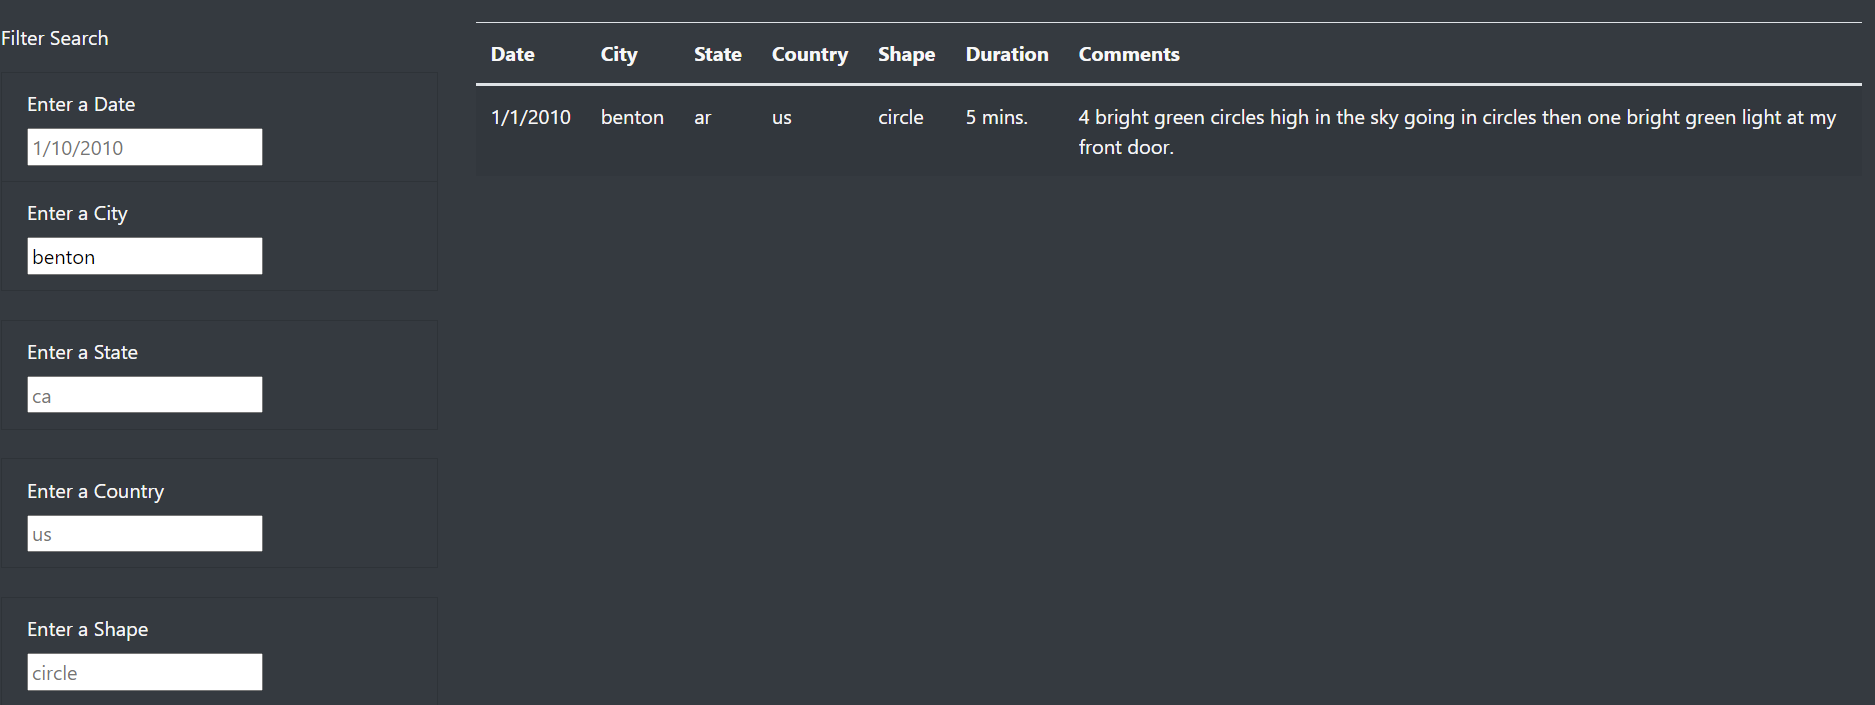 Filter Search
Enter a Date
1/10/2010
Enter a City
benton
Enter a State
ca
Enter a Country
us
Enter a Shape
circle
Date City State Country Shape Duration Comments
1/1/2010 benton ar us circle 5 mins. 4 bright green circles high in the sky going in circles then one bright green light at my
front door.